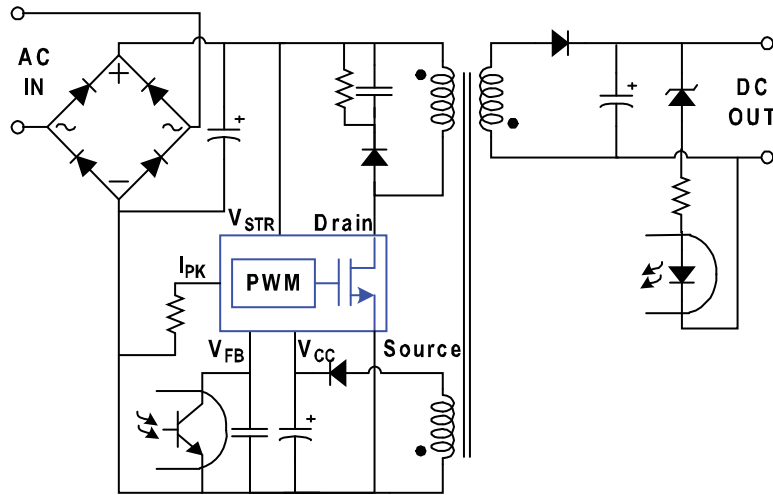 AC
IN
+
~
~
−
+
+
DC
OUT
VSTR
Drain
IPK
PWM
VFB
VCC
Source
+